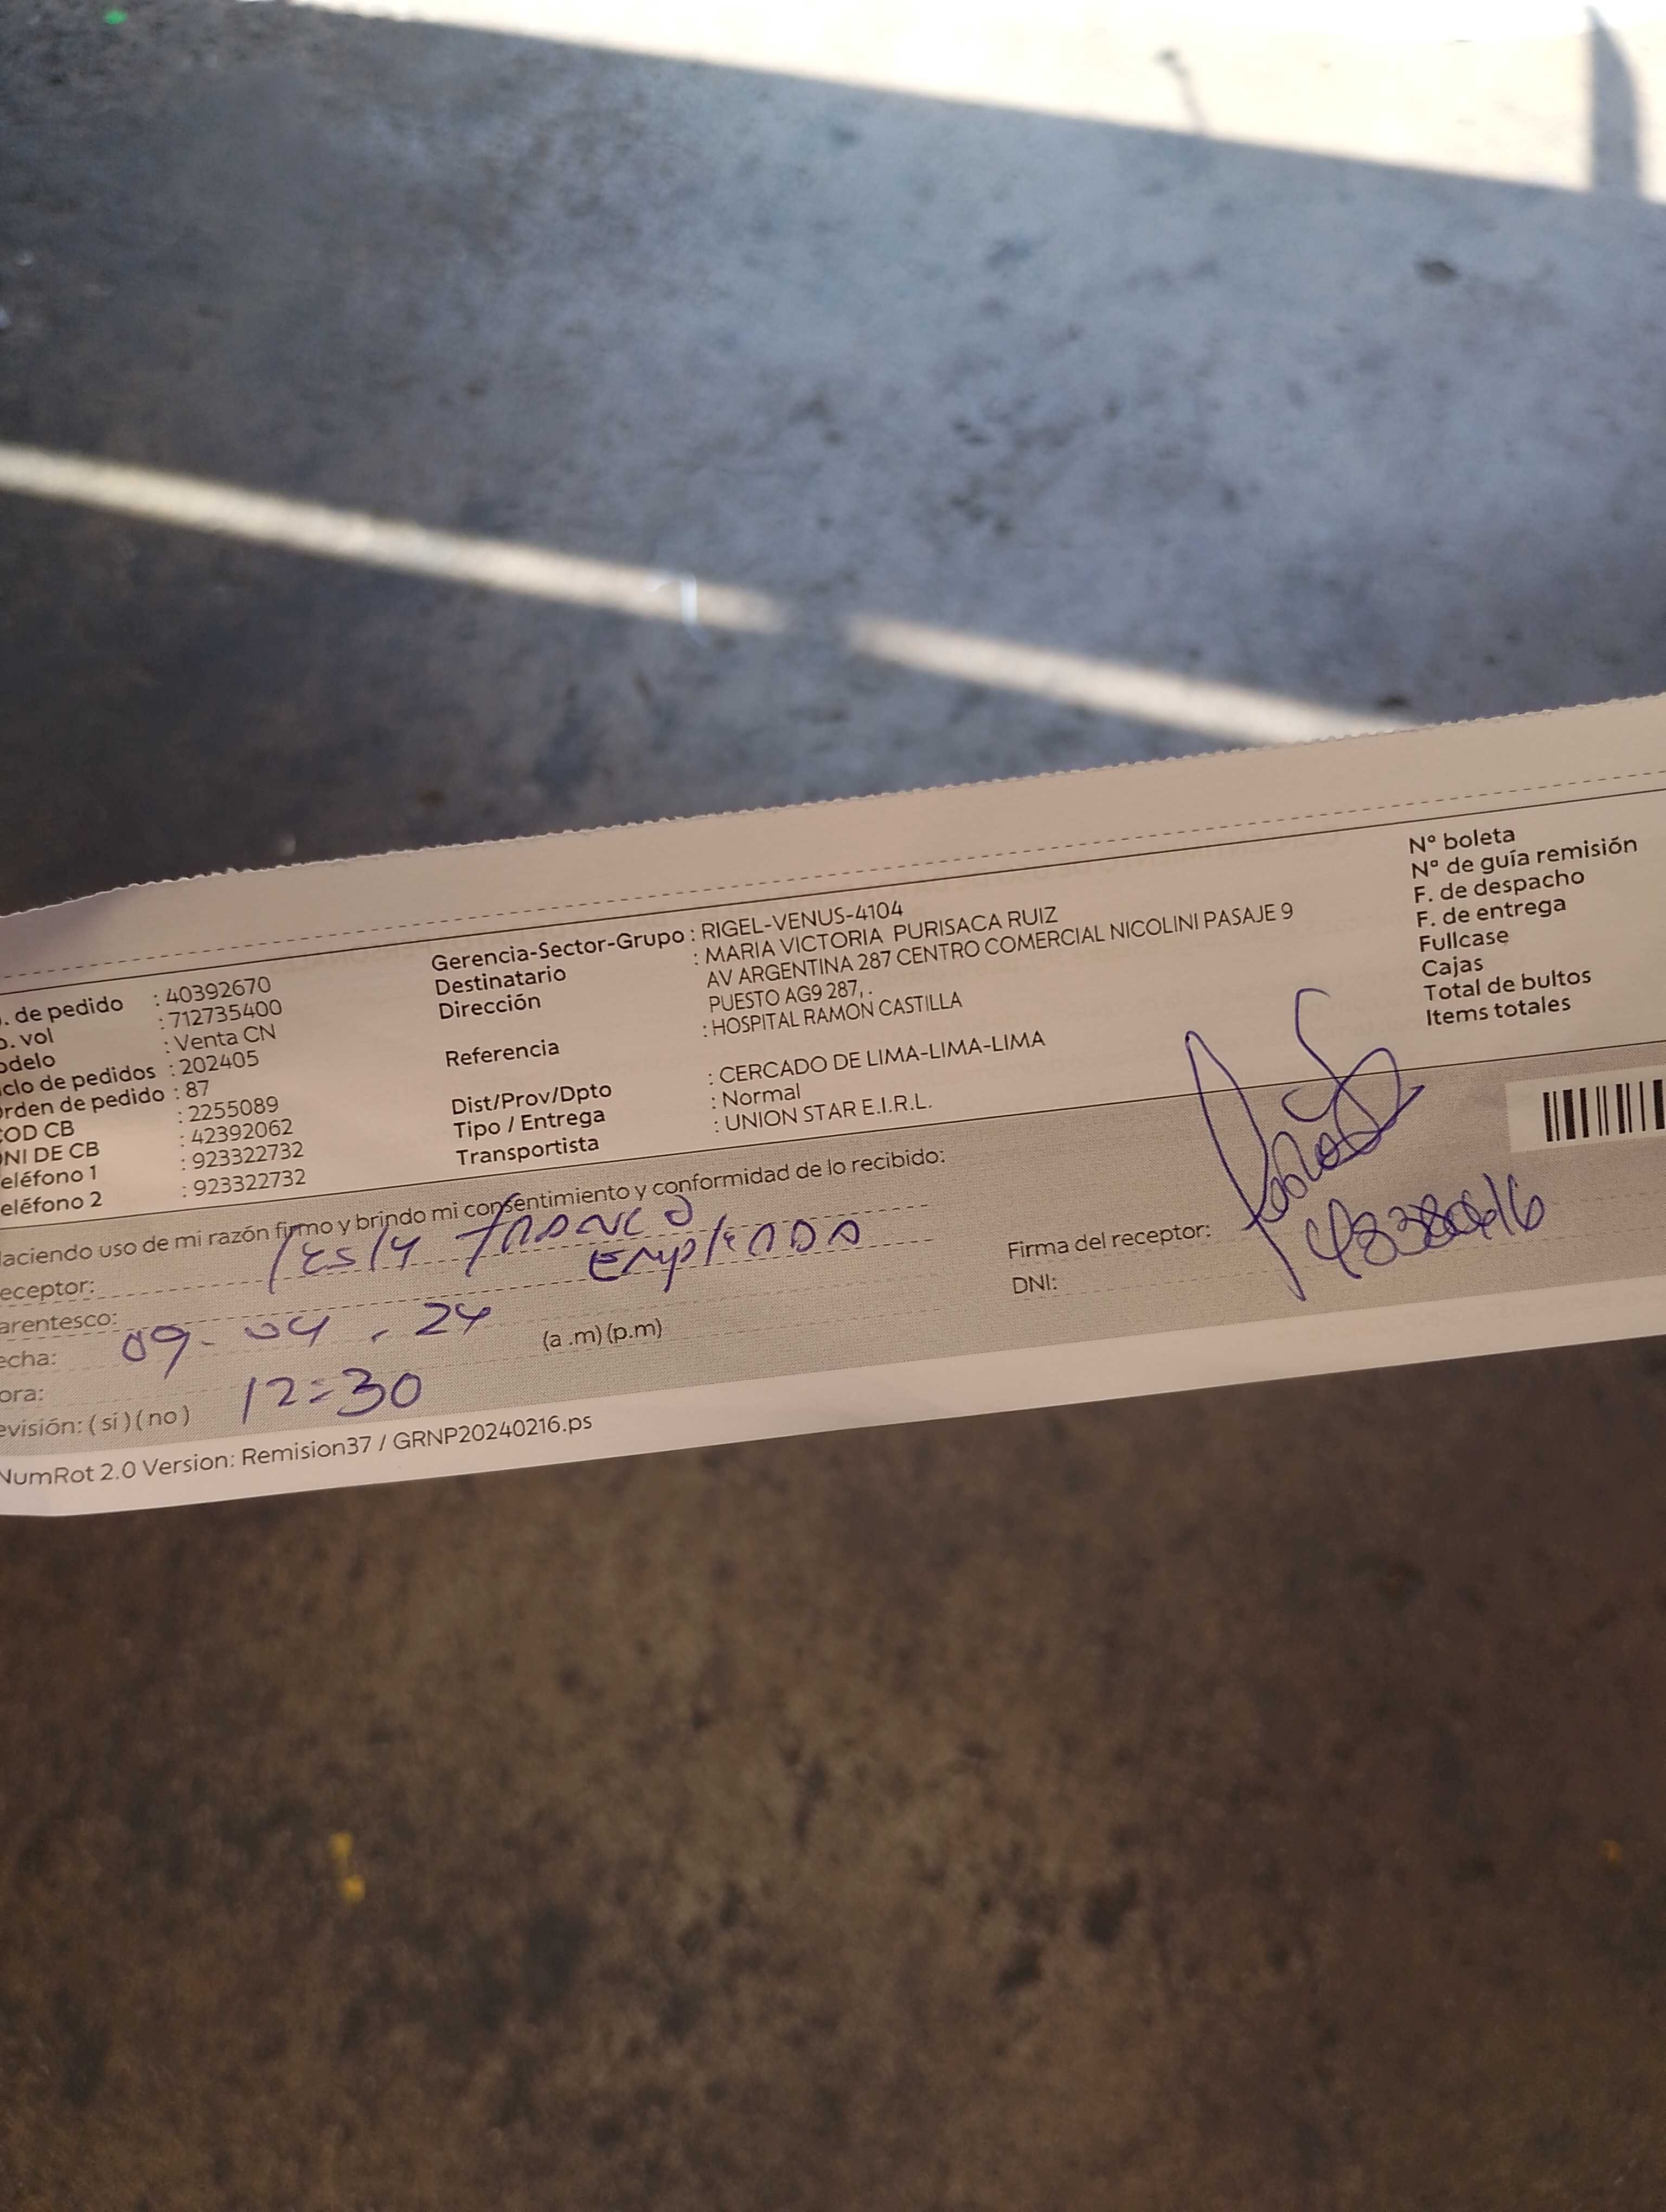 . de pedido : 40392670
o. vol : 712735400
odelo : Venta CN
iclo de pedidos : 202405
rden de pedido : 87
COD CB : 2255089
DNI DE CB : 42392062
eléfono 1 : 923322732
eléfono 2 : 923322732
Gerencia-Sector-Grupo : RIGEL-VENUS-4104
Destinatario : MARIA VICTORIA PURISACA RUIZ
Dirección AV ARGENTINA 287 CENTRO COMERCIAL NICOLINI PASAJE 9
PUESTO AG9 287, .
Referencia : HOSPITAL RAMON CASTILLA
Dist/Prov/Dpto : CERCADO DE LIMA-LIMA-LIMA
Tipo / Entrega : Normal
Transportista : UNION STAR E.I.R.L.
N° boleta
N° de guía remisión
F. de despacho
F. de entrega
Fullcase
Cajas
Total de bultos
Items totales
Haciendo uso de mi razón firmo y brindo mi consentimiento y conformidad de lo recibido:
eceptor: FRANCO
arentesco: EMPLEADA
echa: 09-04-24
ora: 12:30 (a .m) (p.m)
evisión: ( si ) ( no )
Firma del receptor:
DNI:
NumRot 2.0 Version: Remision37 / GRNP20240216.ps